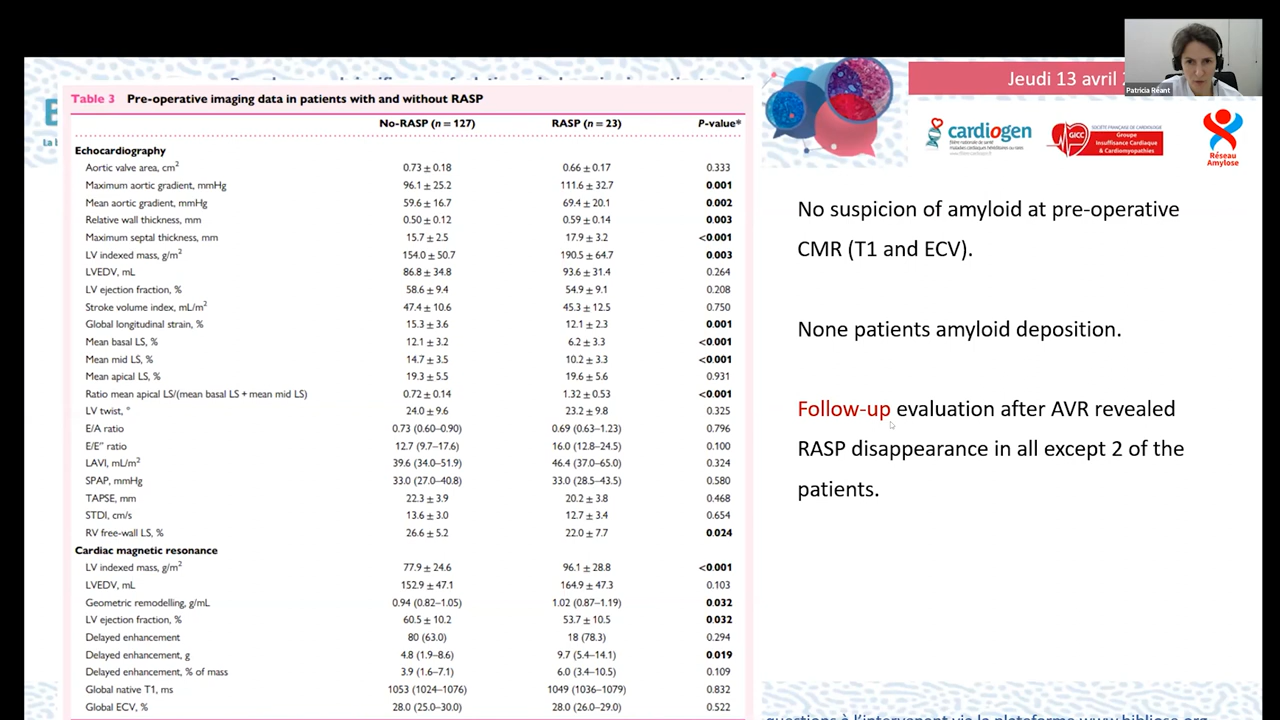 Jeudi 13 avril
Patricia Réant
Table 3 Pre-operative imaging data in patients with and without RASP
No-RASP (n = 127) RASP (n = 23) P-value*
Echocardiography
Aortic valve area, cm² 0.73 ± 0.18 0.66 ± 0.17 0.333
Maximum aortic gradient, mmHg 96.1 ± 25.2 111.6 ± 32.7 0.001
Mean aortic gradient, mmHg 59.6 ± 16.7 69.4 ± 20.1 0.002
Relative wall thickness, mm 0.50 ± 0.12 0.59 ± 0.14 0.003
Maximum septal thickness, mm 15.7 ± 2.5 17.9 ± 3.2 <0.001
LV indexed mass, g/m² 154.0 ± 50.7 190.5 ± 64.7 0.003
LVEDV, mL 86.8 ± 34.8 93.6 ± 31.4 0.264
LV ejection fraction, % 58.6 ± 9.4 54.9 ± 9.1 0.208
Stroke volume index, mL/m² 47.4 ± 10.6 45.3 ± 12.5 0.750
Global longitudinal strain, % 15.3 ± 3.6 12.1 ± 2.3 0.001
Mean basal LS, % 12.1 ± 3.2 6.2 ± 3.3 <0.001
Mean mid LS, % 14.7 ± 3.5 10.2 ± 3.3 <0.001
Mean apical LS, % 19.3 ± 5.5 19.6 ± 5.6 0.931
Ratio mean apical LS/(mean basal LS + mean mid LS) 0.72 ± 0.14 1.32 ± 0.53 <0.001
LV twist, ° 24.0 ± 9.6 23.2 ± 9.8 0.325
E/A ratio 0.73 (0.60–0.90) 0.69 (0.63–1.23) 0.796
E/E'' ratio 12.7 (9.7–17.6) 16.0 (12.8–24.5) 0.100
LAVI, mL/m² 39.6 (34.0–51.9) 46.4 (37.0–65.0) 0.324
SPAP, mmHg 33.0 (27.0–40.8) 33.0 (28.5–43.5) 0.580
TAPSE, mm 22.3 ± 3.9 20.2 ± 3.8 0.468
STDI, cm/s 13.6 ± 3.0 12.7 ± 3.4 0.654
RV free-wall LS, % 26.6 ± 5.2 22.0 ± 7.7 0.024
Cardiac magnetic resonance
LV indexed mass, g/m² 77.9 ± 24.6 96.1 ± 28.8 <0.001
LVEDV, mL 152.9 ± 47.1 164.9 ± 47.3 0.103
Geometric remodelling, g/mL 0.94 (0.82–1.05) 1.02 (0.87–1.19) 0.032
LV ejection fraction, % 60.5 ± 10.2 53.7 ± 10.5 0.032
Delayed enhancement 80 (63.0) 18 (78.3) 0.294
Delayed enhancement, g 4.8 (1.9–8.6) 9.7 (5.4–14.1) 0.019
Delayed enhancement, % of mass 3.9 (1.6–7.1) 6.0 (3.4–10.5) 0.109
Global native T1, ms 1053 (1024–1076) 1049 (1036–1079) 0.832
Global ECV, % 28.0 (25.0–30.0) 28.0 (26.0–29.0) 0.522
cardiogen
filière nationale de santé
maladies cardiaques héréditaires ou rares
GICC
SOCIÉTÉ FRANÇAISE DE CARDIOLOGIE
Groupe
Insuffisance Cardiaque
& Cardiomyopathies
Réseau
Amylose
No suspicion of amyloid at pre-operative
CMR (T1 and ECV).
None patients amyloid deposition.
Follow-up evaluation after AVR revealed
RASP disappearance in all except 2 of the
patients.
questions à l'intervenant via la plateforme www